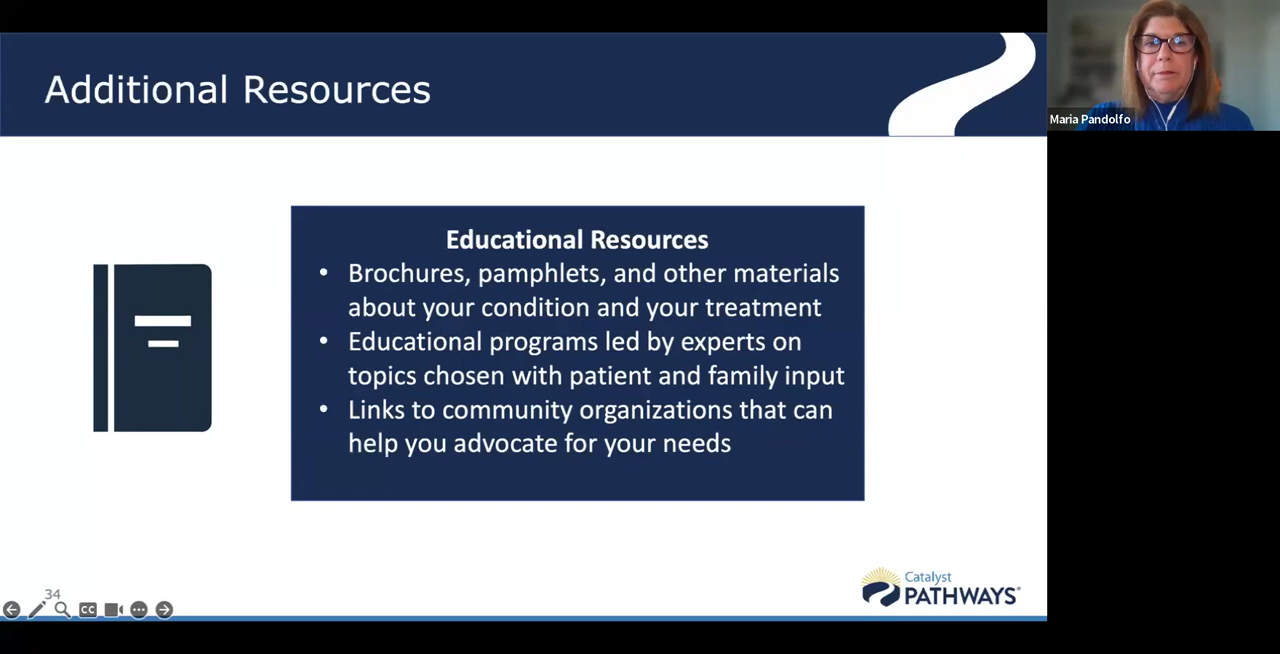 Additional Resources
Maria Pandolfo
Educational Resources
• Brochures, pamphlets, and other materials
about your condition and your treatment
• Educational programs led by experts on
topics chosen with patient and family input
• Links to community organizations that can
help you advocate for your needs
34
CC
Catalyst
PATHWAYS®